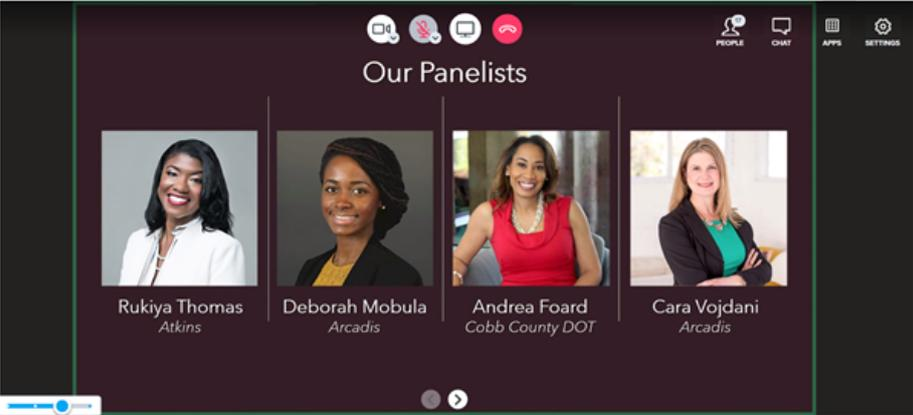 PEOPLE
CHAT
APPS
SETTINGS
Our Panelists
Rukiya Thomas
Atkins
Deborah Mobula
Arcadis
Andrea Foard
Cobb County DOT
Cara Vojdani
Arcadis